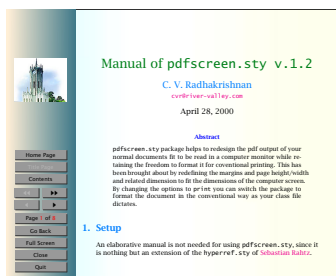 Manual of pdfscreen.sty v.1.2
C. V. Radhakrishnan
cvr@river-valley.com
April 28, 2000
Abstract
pdfscreen.sty package helps to redesign the pdf output of your
normal documents fit to be read in a computer monitor while re-
taining the freedom to format it for coventional printing. This has
been brought about by redefining the margins and page height/width
and related dimension to fit the dimensions of the computer screen.
By changing the options to print you can switch the package to
format the document in the conventional way as your class file
dictates.
1. Setup
An elaborative manual is not needed for using pdfscreen.sty, since it
is nothing but an extension of the hyperref.sty of Sebastian Rahtz.
Home Page
Contents
Page 1 of 8
Go Back
Full Screen
Close
Quit